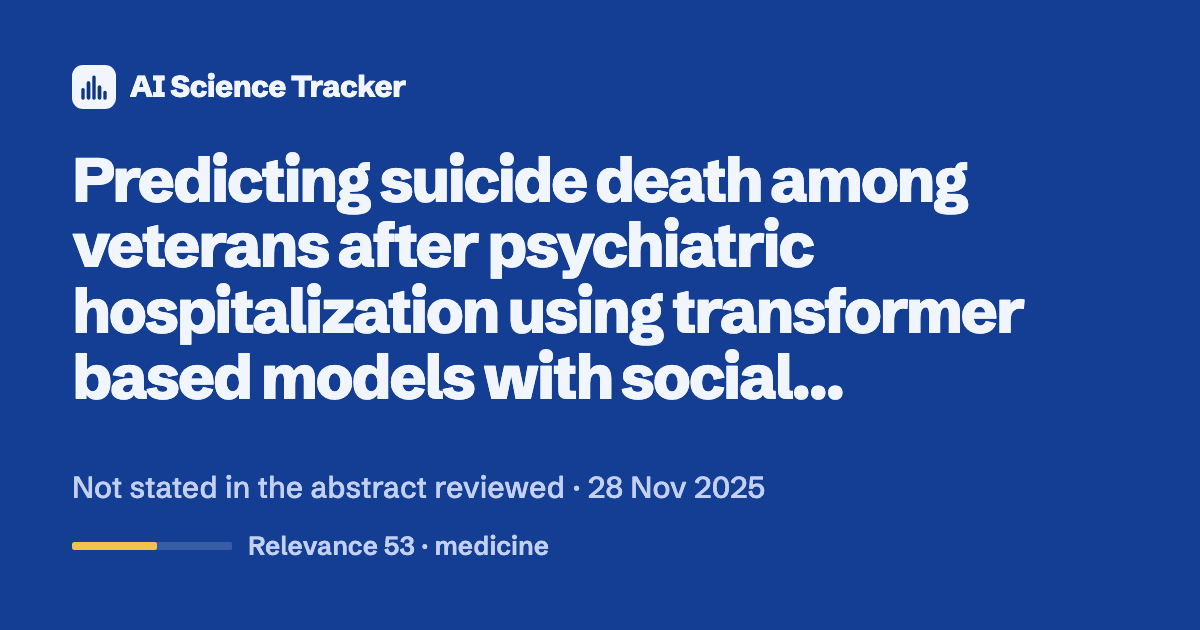 AI Science Tracker
Predicting suicide death among
veterans after psychiatric
hospitalization using transformer
based models with social...
Not stated in the abstract reviewed · 28 Nov 2025
Relevance 53 · medicine